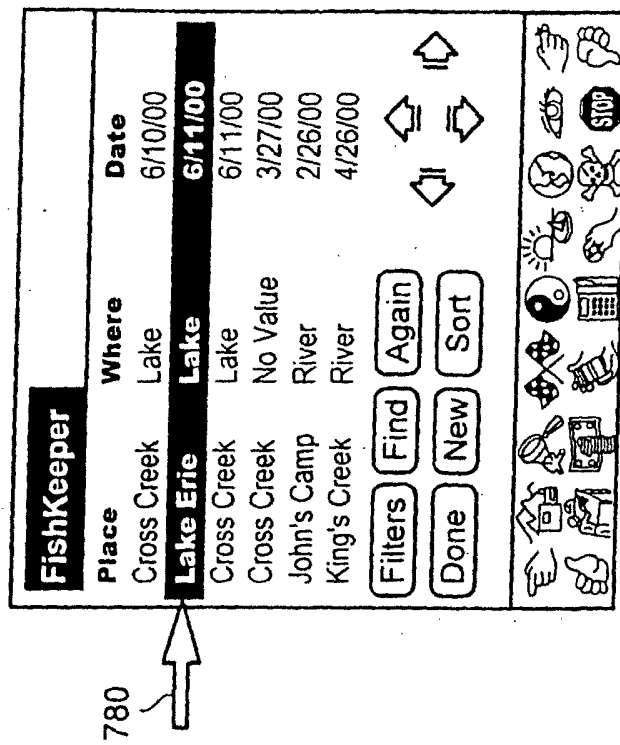 FishKeeper
Place Where Date
Cross Creek Lake 6/10/00
Lake Erie Lake 6/11/00
Cross Creek Lake 6/11/00
Cross Creek No Value 3/27/00
John's Camp River 2/26/00
King's Creek River 4/26/00
Filters Find Again
Done New Sort
STOP
780